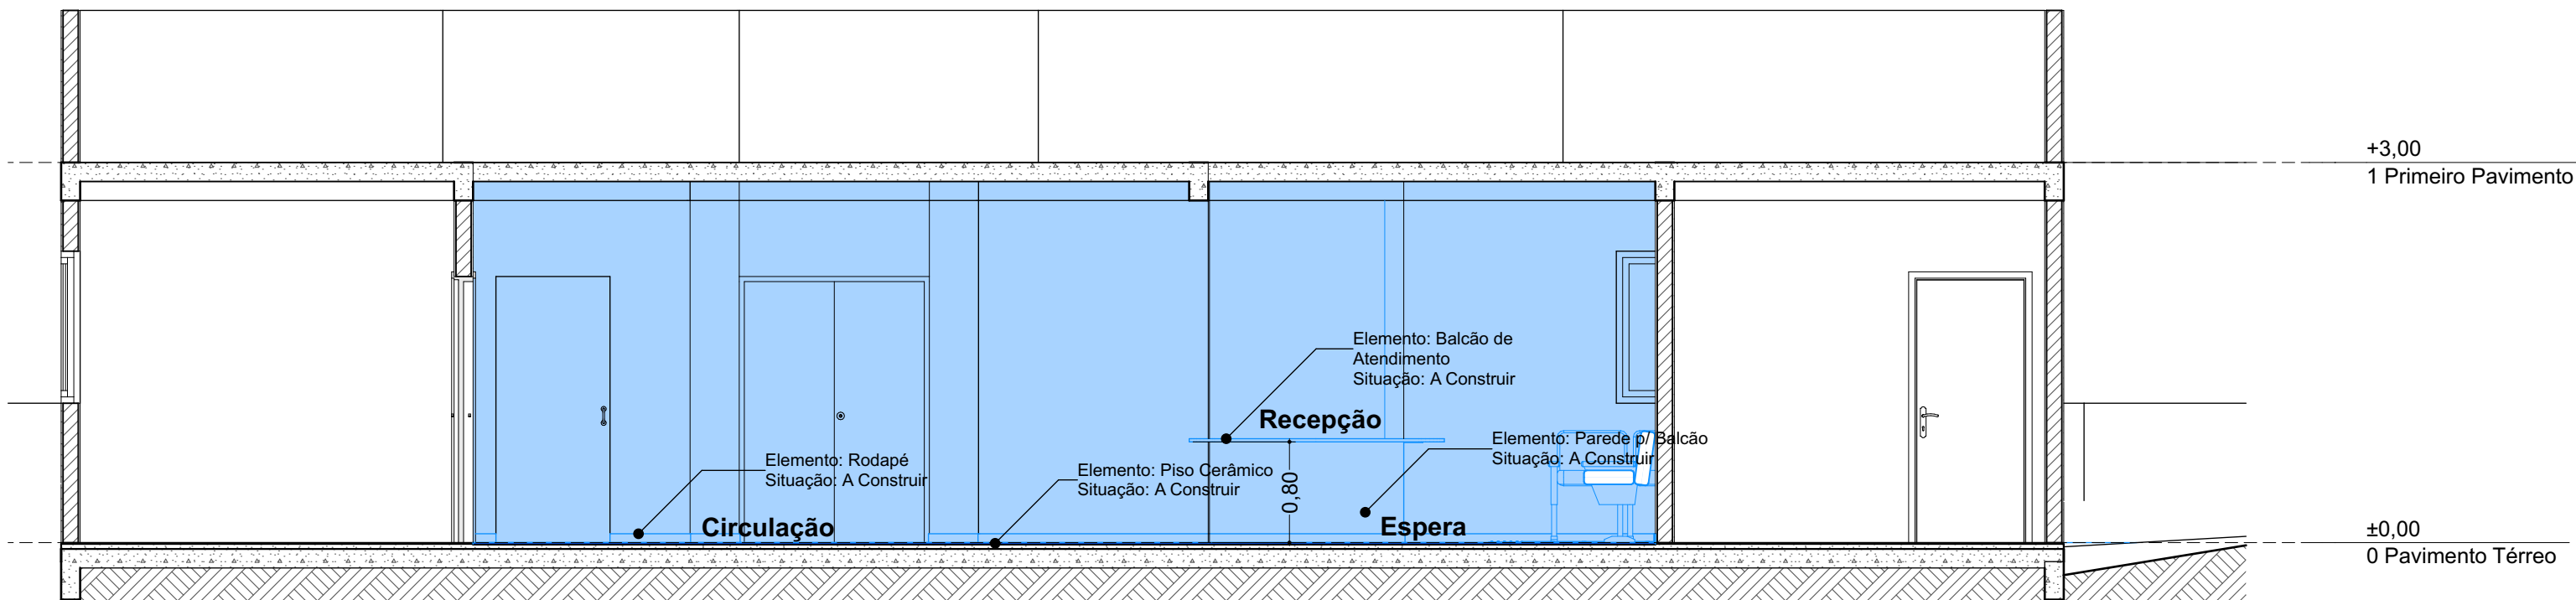 +3,00
1 Primeiro Pavimento
Elemento: Balcão de
Atendimento
Situação: A Construir
Recepção
Elemento: Parede p/ Balcão
Situação: A Construir
Elemento: Rodapé
Situação: A Construir
Elemento: Piso Cerâmico
Situação: A Construir
0,80
Circulação
Espera
±0,00
0 Pavimento Térreo